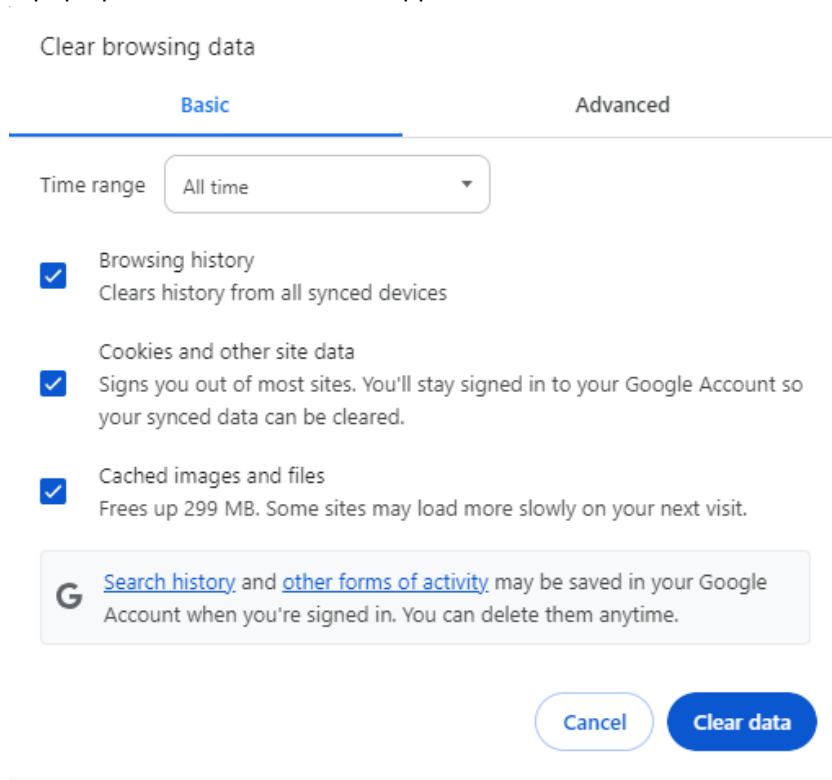 Clear browsing data
Basic
Advanced
Time range
All time
Browsing history
Clears history from all synced devices
Cookies and other site data
Signs you out of most sites. You'll stay signed in to your Google Account so
your synced data can be cleared.
Cached images and files
Frees up 299 MB. Some sites may load more slowly on your next visit.
G
Search history and other forms of activity may be saved in your Google
Account when you're signed in. You can delete them anytime.
Cancel
Clear data